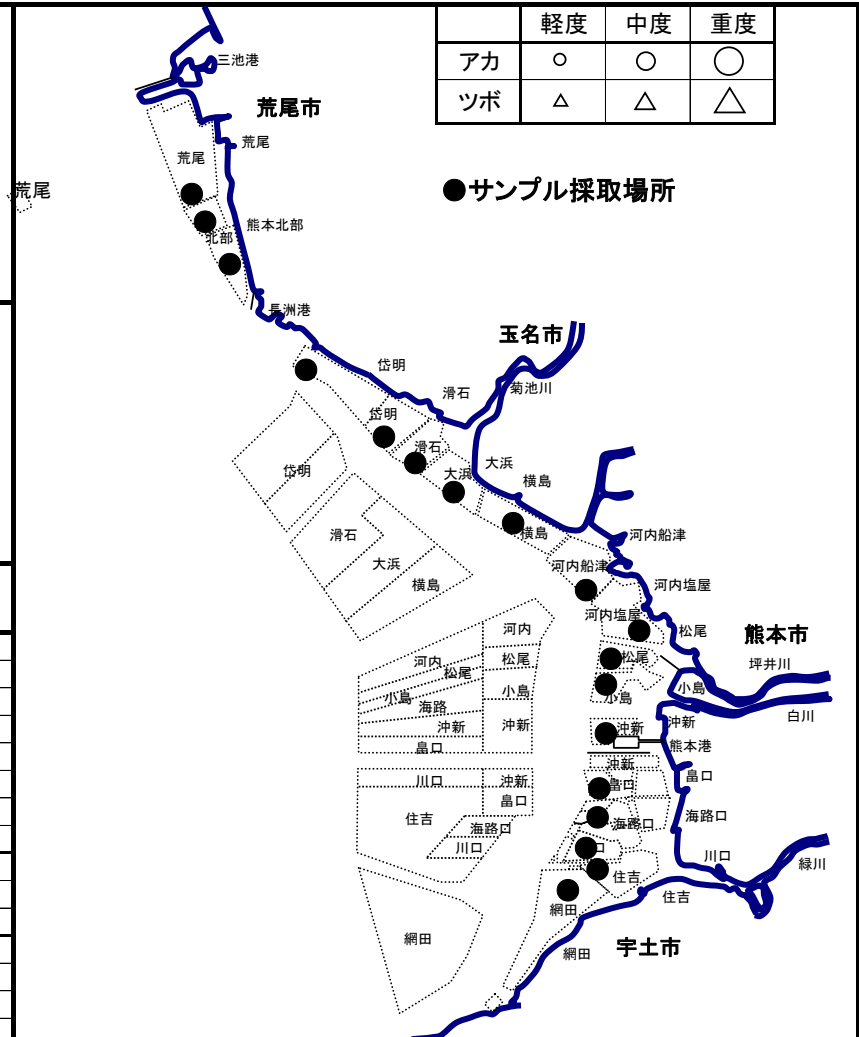 軽度 中度 重度
アカ
ツボ
三池港
荒尾市
荒尾
荒尾
荒尾
●サンプル採取場所
熊本北部
北部
長洲港
玉名市
岱明
滑石
菊池川
岱明
滑石
大浜
大浜
岱明
横島
横島
滑石
河内船津
大浜
河内船津
横島
河内塩屋
河内塩屋
河内
松尾
熊本市
河内
松尾
松尾
松尾
坪井川
小島
小島
小島
小島
海路
白川
沖新
沖新
沖新
沖新
畠口
熊本港
沖新
川口
沖新
畠口
畠口
畠口
住吉
海路口
海路口
海路口
川口
口
川口
緑川
住吉
住吉
網田
網田
網田
宇土市